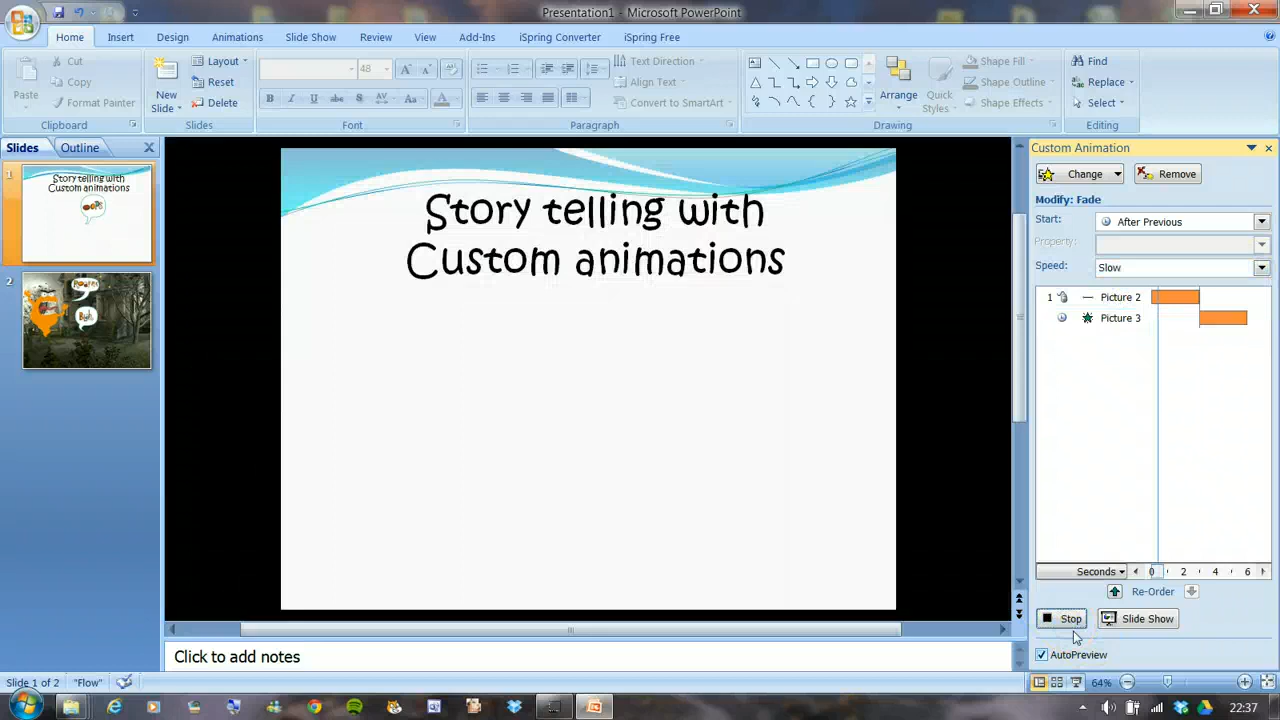 Presentation1 - Microsoft PowerPoint
Home Insert Design Animations Slide Show Review View Add-Ins iSpring Converter iSpring Free
Paste
Cut
Copy
Format Painter
Clipboard
New
Slide
Layout
Reset
Delete
Slides
48
B I U abc S AV Aa A
Font
Text Direction
Align Text
Convert to SmartArt
Paragraph
Arrange
Quick
Styles
Shape Fill
Shape Outline
Shape Effects
Drawing
Find
Replace
Select
Editing
Slides Outline
1
Story telling with
Custom animations
2
Story telling with
Custom animations
Custom Animation
Change Remove
Modify: Fade
Start: After Previous
Property:
Speed: Slow
1 Picture 2
Picture 3
Seconds 0 2 4 6
Re-Order
Stop Slide Show
AutoPreview
Click to add notes
Slide 1 of 2 "Flow" 64%
22:37